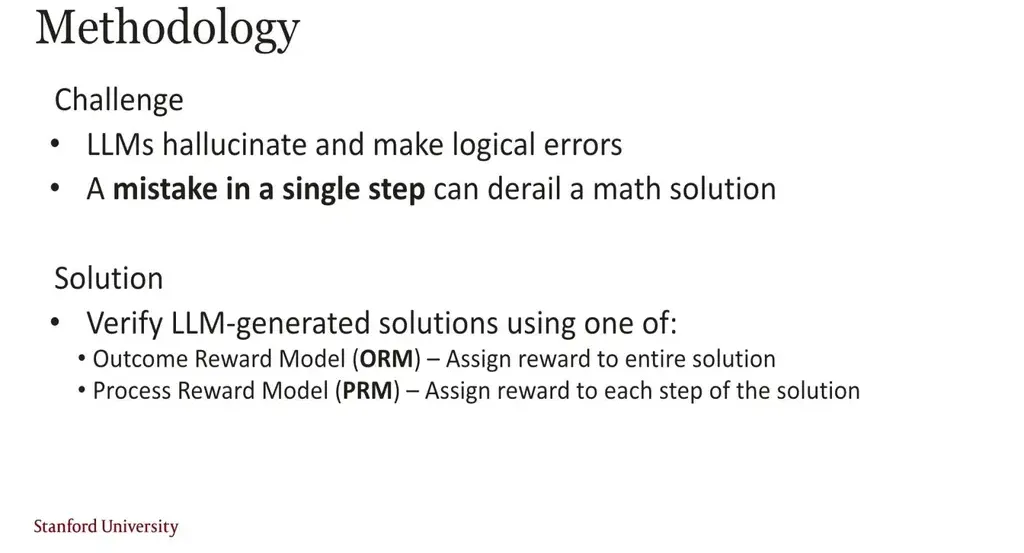 Methodology
Challenge
• LLMs hallucinate and make logical errors
• A mistake in a single step can derail a math solution
Solution
• Verify LLM-generated solutions using one of:
• Outcome Reward Model (ORM) – Assign reward to entire solution
• Process Reward Model (PRM) – Assign reward to each step of the solution
Stanford University